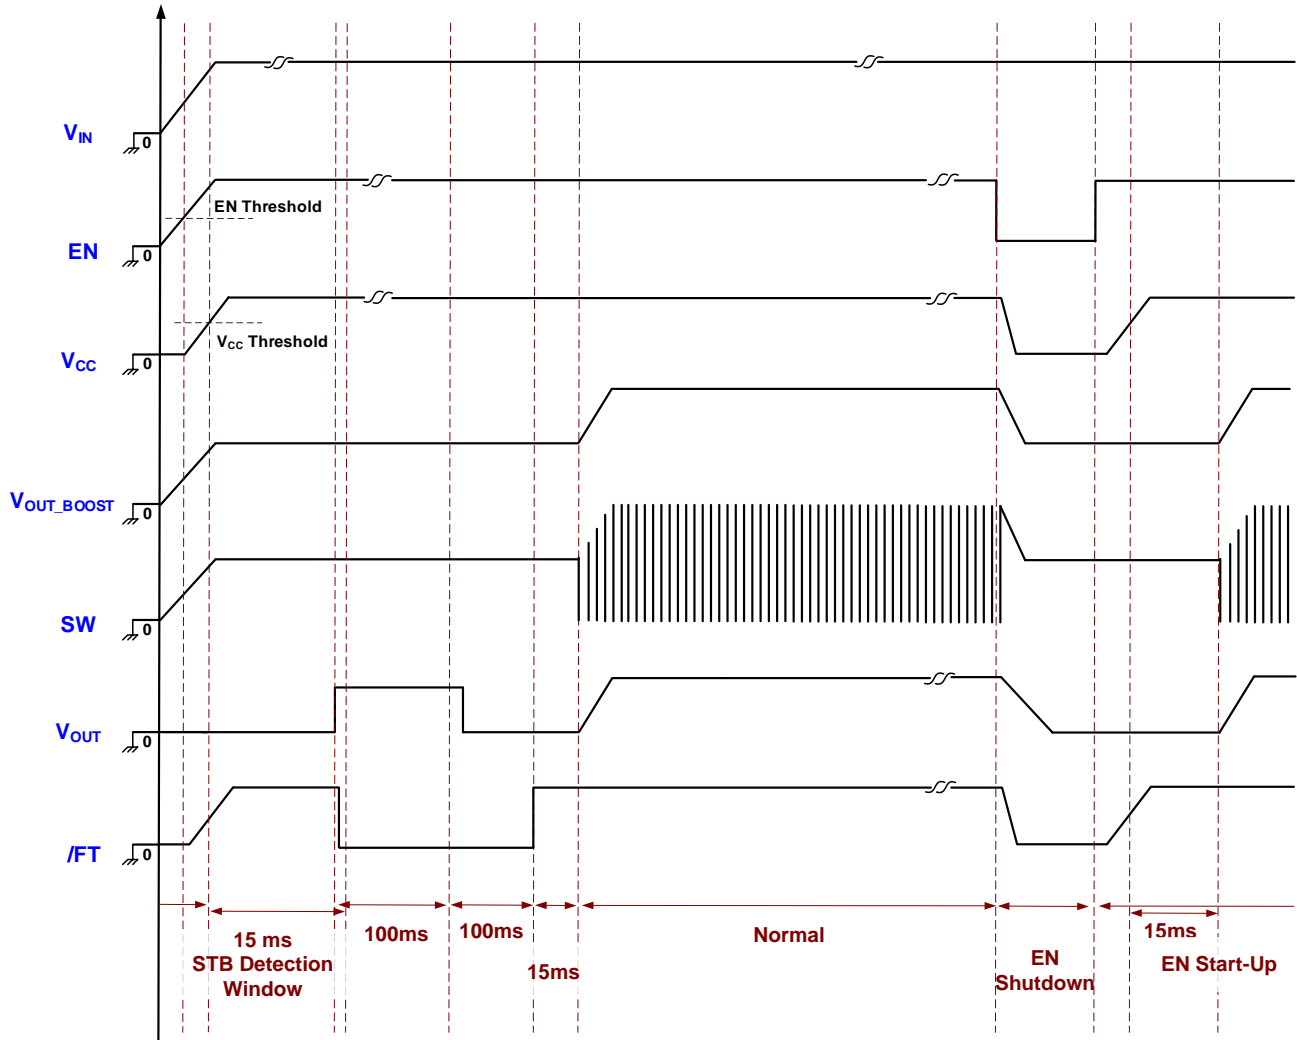 VIN
0
EN Threshold
EN
0
VCC Threshold
VCC
0
VOUT_BOOST
0
SW
0
VOUT
0
/FT
0
15 ms
STB Detection
Window
100ms
100ms
15ms
Normal
EN
Shutdown
15ms
EN Start-Up